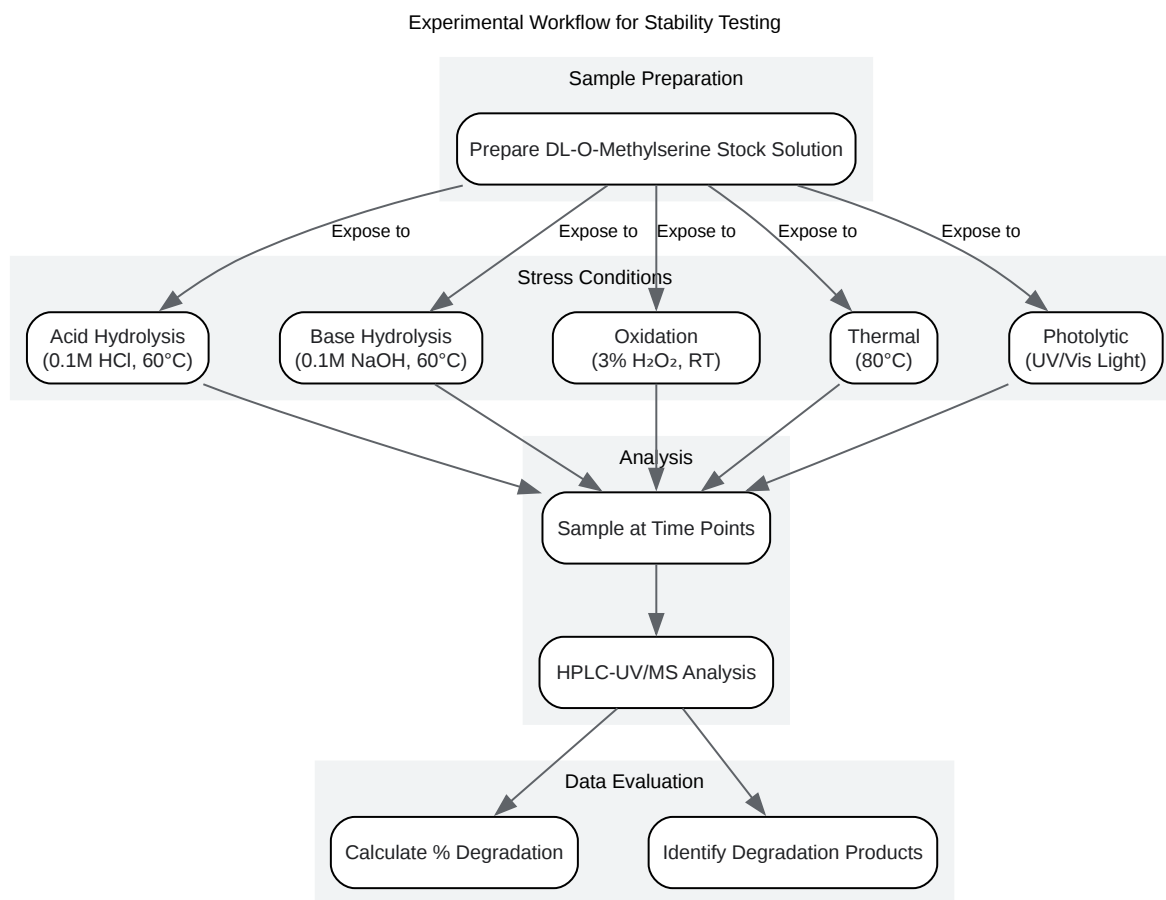 Experimental Workflow for Stability Testing
Sample Preparation
Prepare DL-O-Methylserine Stock Solution
Expose to
Expose to
Expose to
Expose to
Expose to
Stress Conditions
Acid Hydrolysis
(0.1M HCl, 60°C)
Base Hydrolysis
(0.1M NaOH, 60°C)
Oxidation
(3% H₂O₂, RT)
Thermal
(80°C)
Photolytic
(UV/Vis Light)
Analysis
Sample at Time Points
HPLC-UV/MS Analysis
Data Evaluation
Calculate % Degradation
Identify Degradation Products